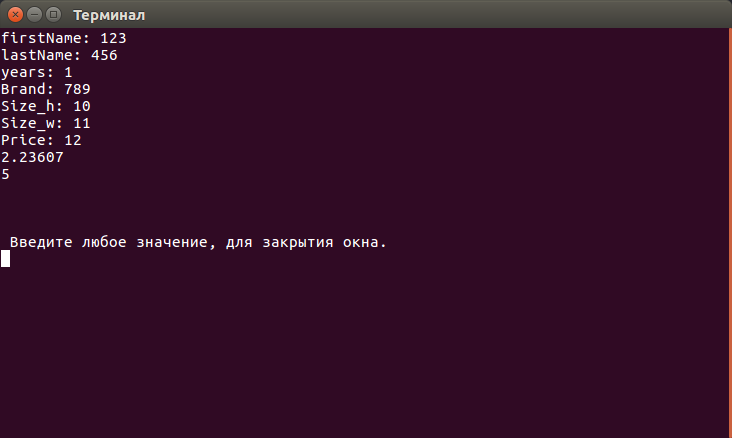 Терминал
firstName: 123
lastName: 456
years: 1
Brand: 789
Size_h: 10
Size_w: 11
Price: 12
2.23607
5
Введите любое значение, для закрытия окна.